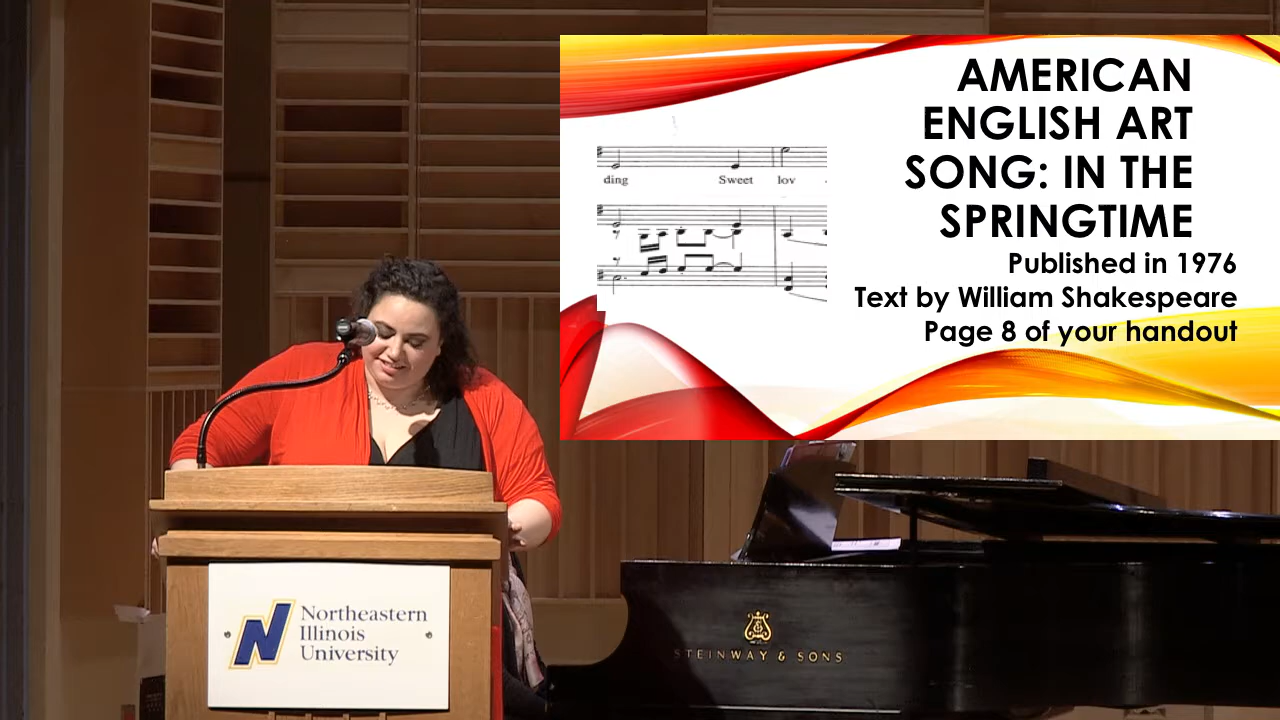 AMERICAN
ENGLISH ART
SONG: IN THE
SPRINGTIME
Published in 1976
Text by William Shakespeare
Page 8 of your handout
ding Sweet lov
Northeastern
Illinois
University
STEINWAY & SONS